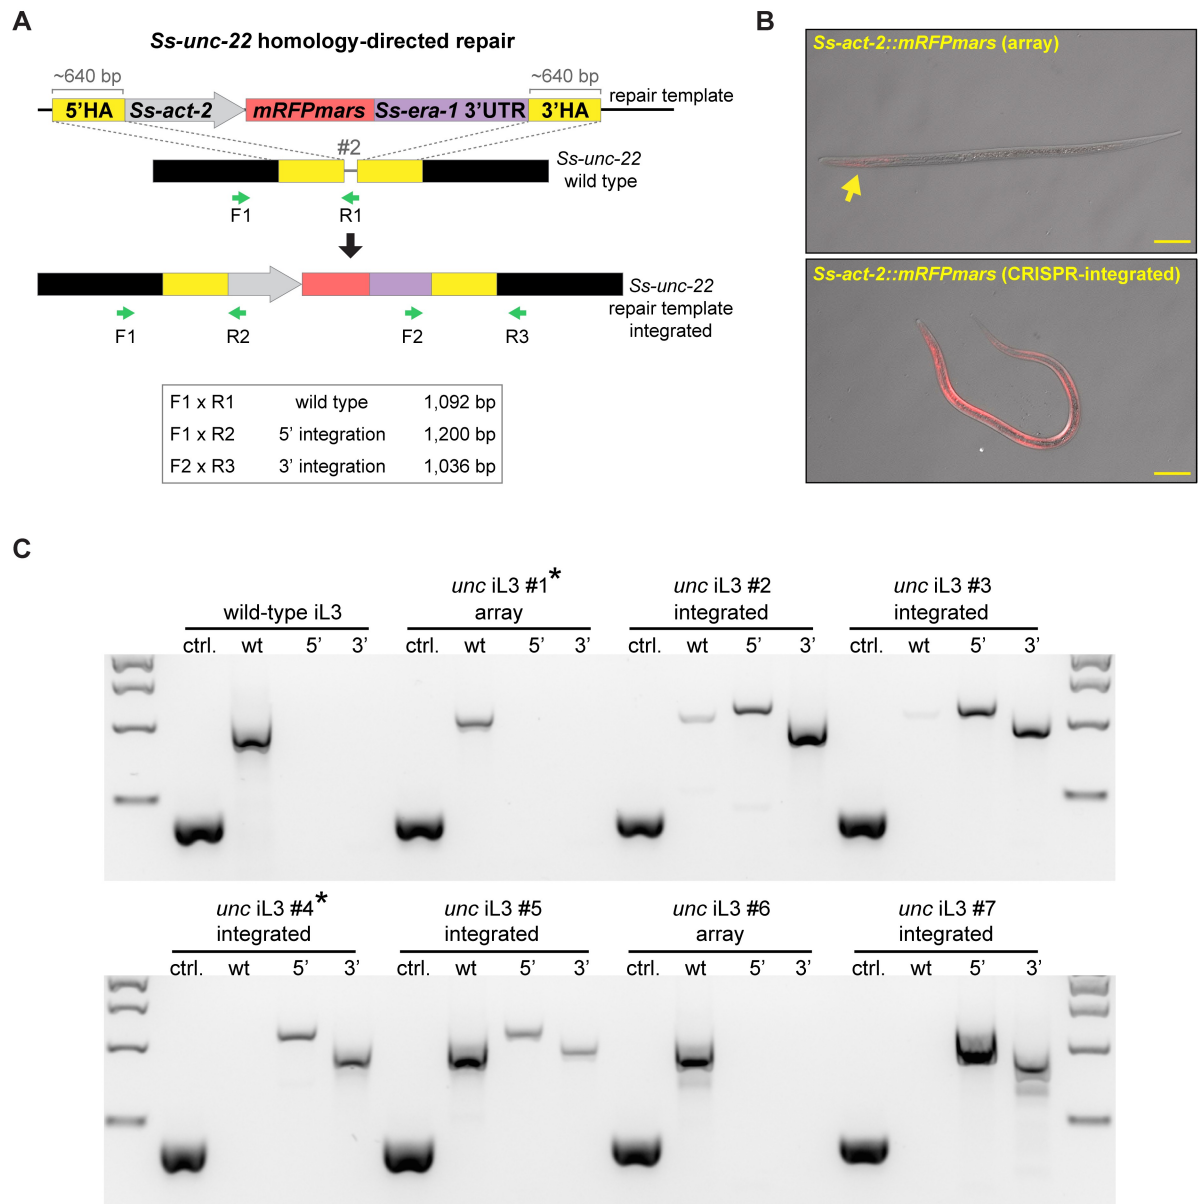 A
Ss-unc-22 homology-directed repair
~640 bp
~640 bp
5'HA
Ss-act-2
mRFPmars
Ss-era-1 3'UTR
3'HA
repair template
#2
Ss-unc-22
wild type
F1
R1
Ss-unc-22
repair template
integrated
F1
R2
F2
R3
F1 x R1 wild type 1,092 bp
F1 x R2 5' integration 1,200 bp
F2 x R3 3' integration 1,036 bp
B
Ss-act-2::mRFPmars (array)
Ss-act-2::mRFPmars (CRISPR-integrated)
C
wild-type iL3
unc iL3 #1*
array
unc iL3 #2
integrated
unc iL3 #3
integrated
ctrl. wt 5' 3'
ctrl. wt 5' 3'
ctrl. wt 5' 3'
ctrl. wt 5' 3'
unc iL3 #4*
integrated
unc iL3 #5
integrated
unc iL3 #6
array
unc iL3 #7
integrated
ctrl. wt 5' 3'
ctrl. wt 5' 3'
ctrl. wt 5' 3'
ctrl. wt 5' 3'